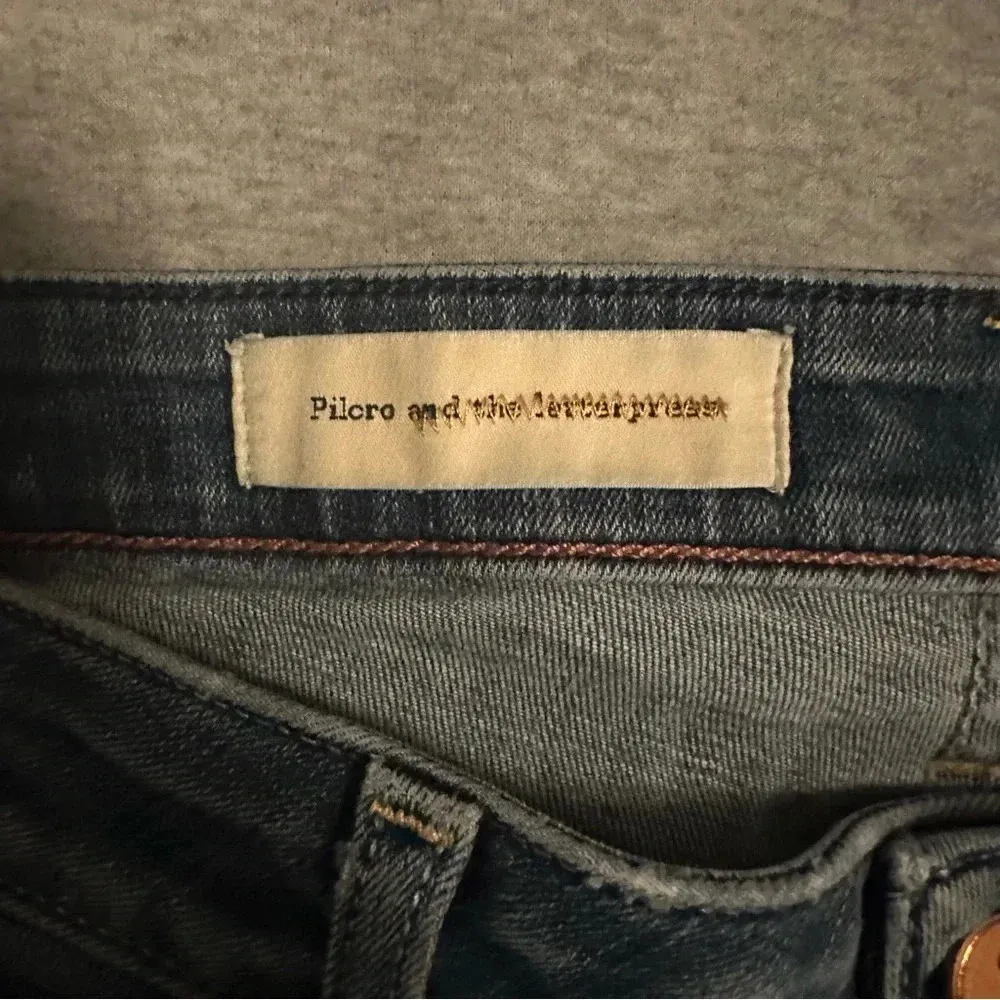 Pilcro and the letterpress